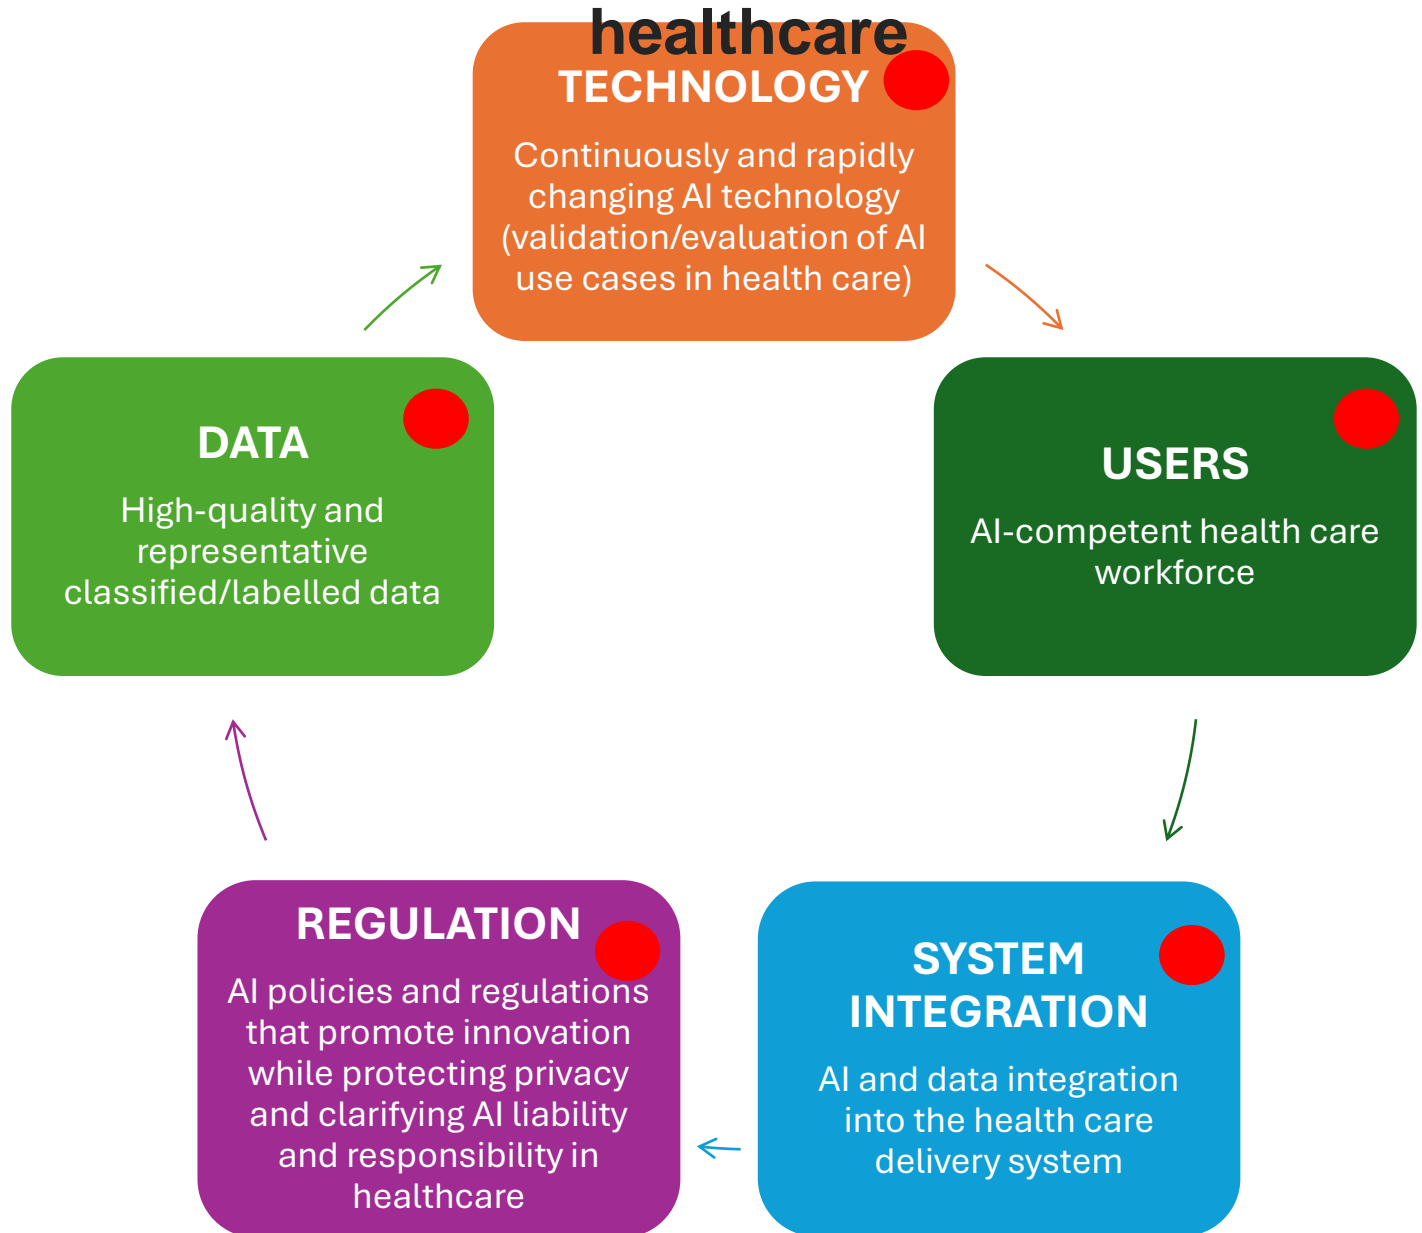 healthcare
TECHNOLOGY
Continuously and rapidly
changing AI technology
(validation/evaluation of AI
use cases in health care)
USERS
AI-competent health care
workforce
SYSTEM
INTEGRATION
AI and data integration
into the health care
delivery system
REGULATION
AI policies and regulations
that promote innovation
while protecting privacy
and clarifying AI liability
and responsibility in
healthcare
DATA
High-quality and
representative
classified/labelled data